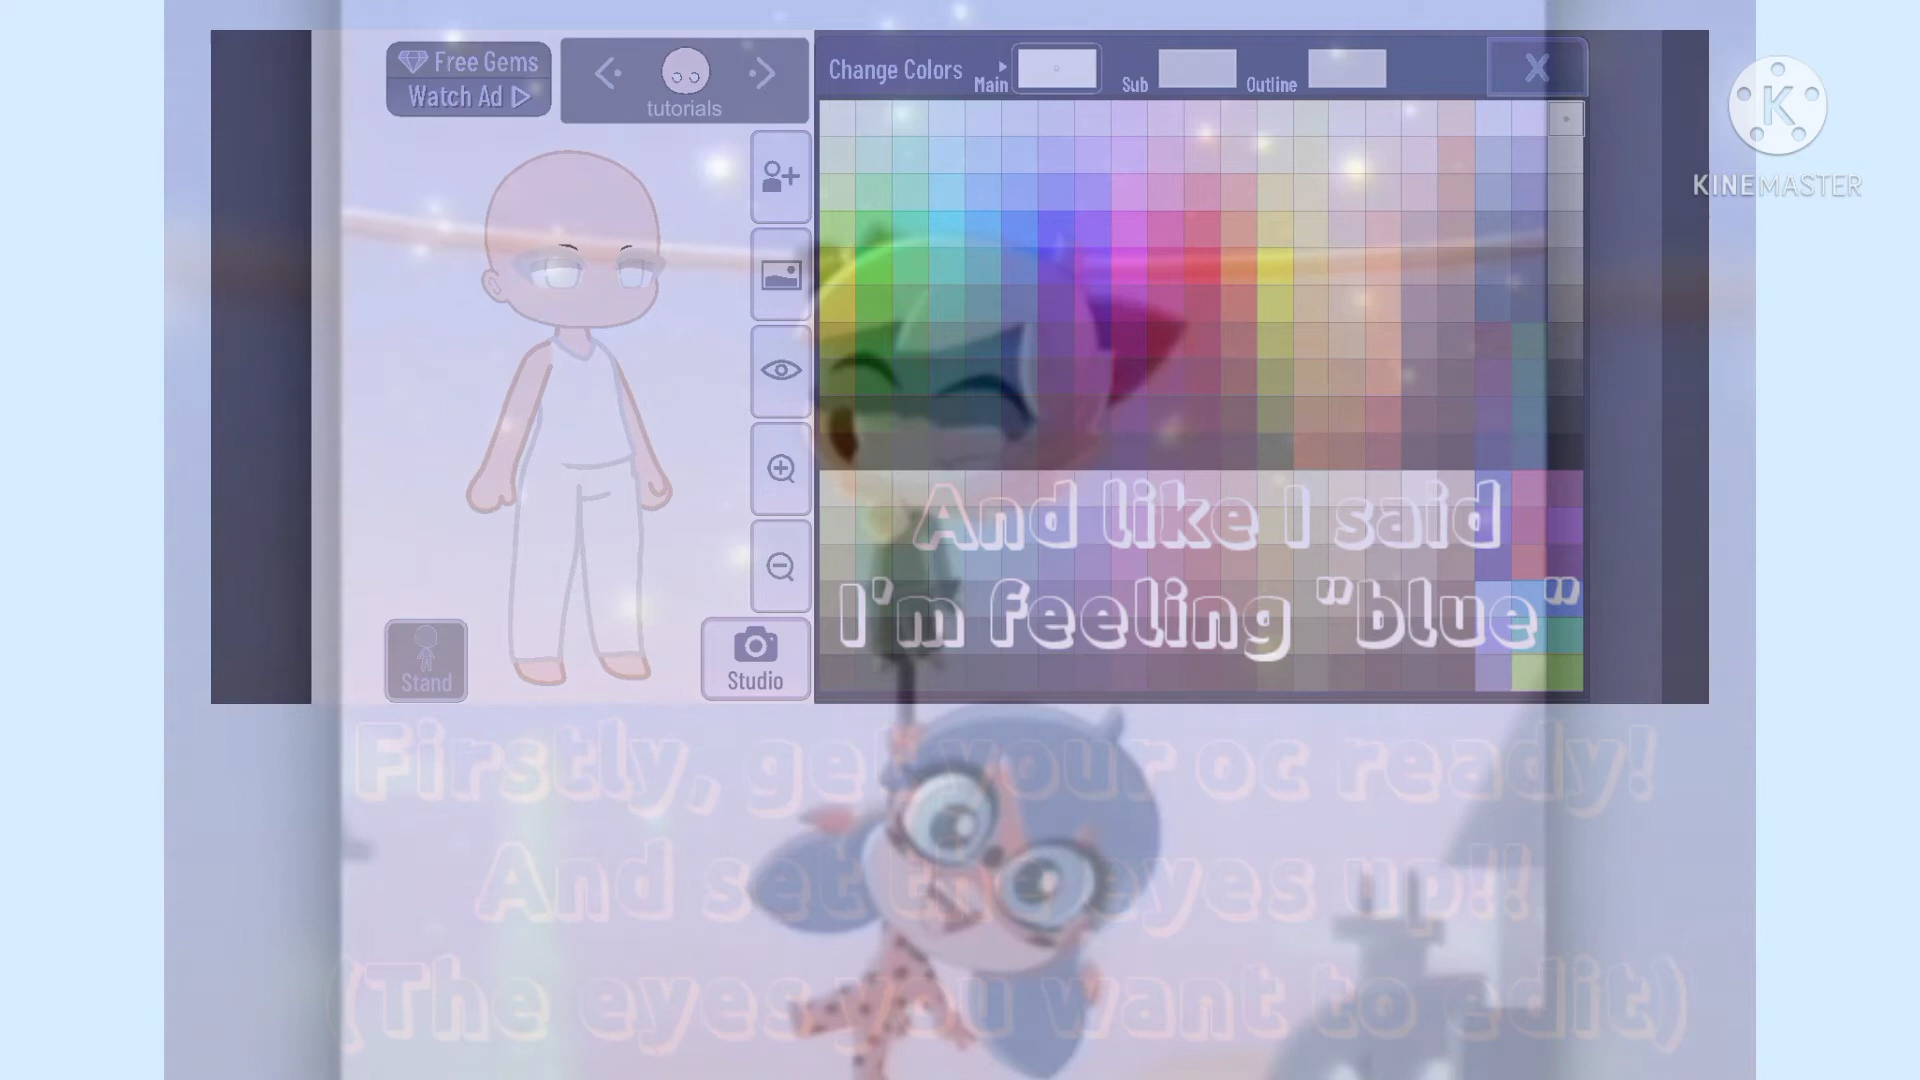 Free Gems
Watch Ad
tutorials
Change Colors
Main
Sub
Outline
X
K
KINEMASTER
And like I said
I'm feeling "blue"
Stand
Studio
Firstly, get your oc ready!
And set the eyes up!!
(The eyes you want to edit)